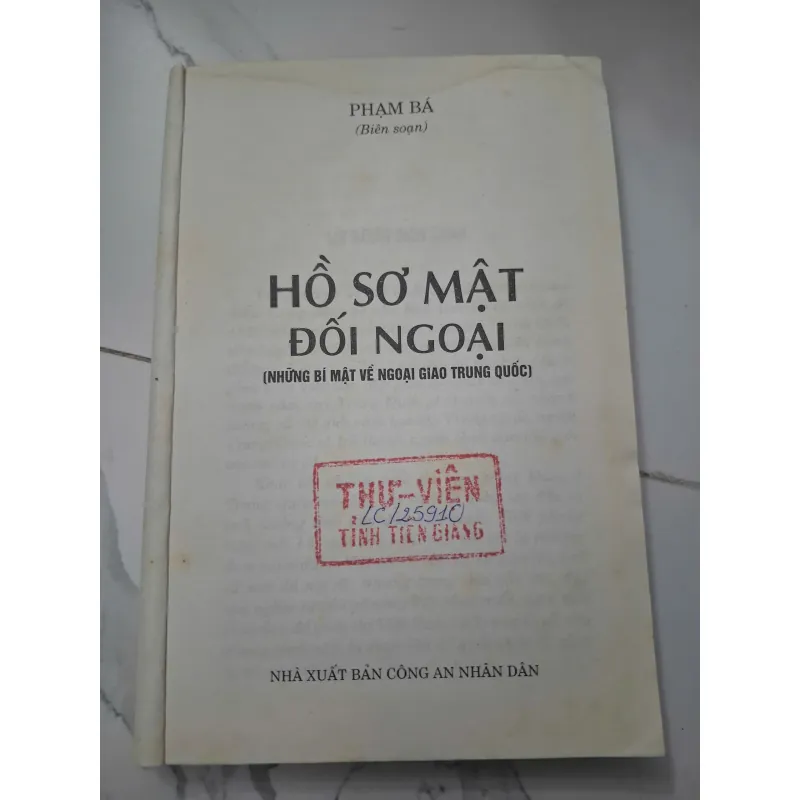 PHẠM BÁ
(Biên soạn)
HỒ SƠ MẬT
ĐỐI NGOẠI
(NHỮNG BÍ MẬT VỀ NGOẠI GIAO TRUNG QUỐC)
THƯ-VIỆN
LC/25910
TỈNH TIỀN GIANG
NHÀ XUẤT BẢN CÔNG AN NHÂN DÂN